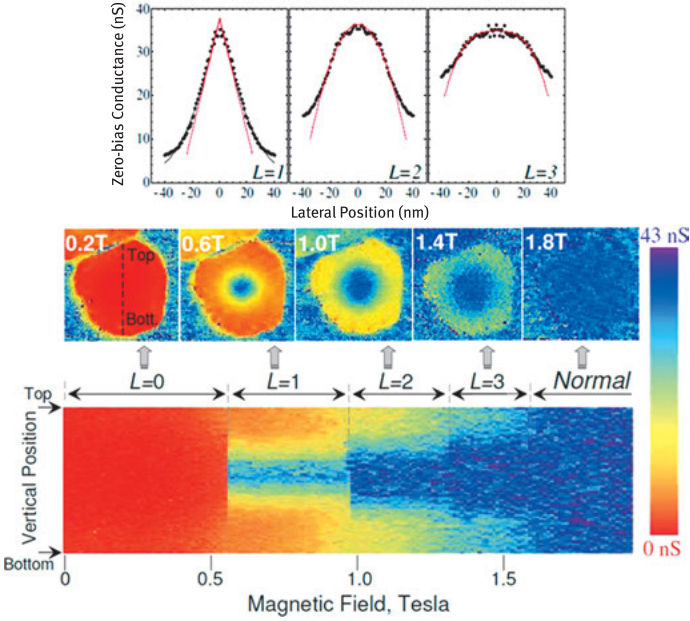 Zero-bias Conductance (nS)
40
30
20
10
0
L=1
L=2
L=3
-40 -20 0 20 40
-40 -20 0 20 40
-40 -20 0 20 40
Lateral Position (nm)
0.2T
0.6T
1.0T
1.4T
1.8T
43 nS
Top
Bott.
L=0
L=1
L=2
L=3
Normal
Top
Vertical Position
Bottom
0 nS
0
0.5
1.0
1.5
Magnetic Field, Tesla